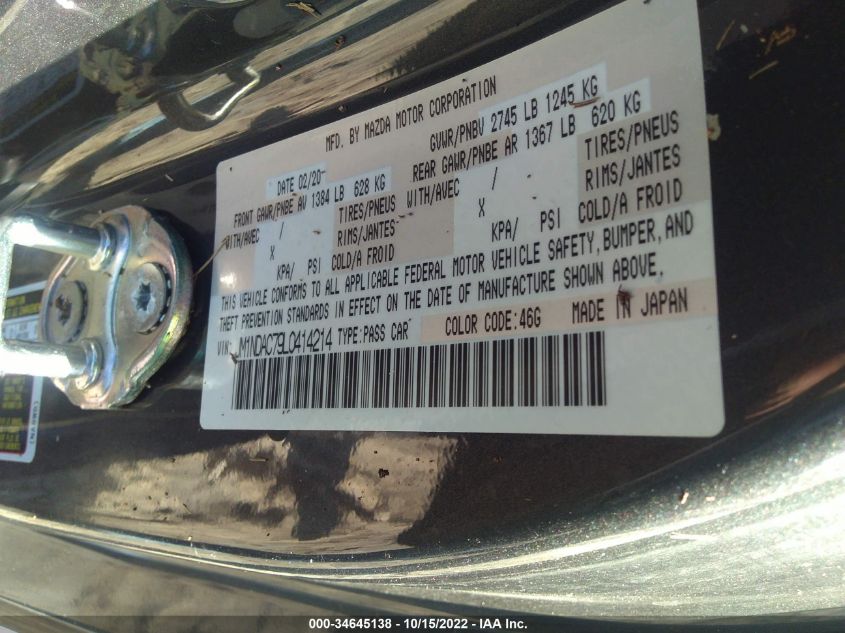 MFD. BY MAZDA MOTOR CORPORATION
DATE 02/20 GVWR/PNBV 2745 LB 1245 KG
FRONT GAWR/PNBE AV 1384 LB 628 KG REAR GAWR/PNBE AR 1367 LB 620 KG
WITH/AVEC / TIRES/PNEUS WITH/AVEC / TIRES/PNEUS
X RIMS/JANTES X RIMS/JANTES
KPA/ PSI COLD/A FROID KPA/ PSI COLD/A FROID
THIS VEHICLE CONFORMS TO ALL APPLICABLE FEDERAL MOTOR VEHICLE SAFETY, BUMPER, AND
THEFT PREVENTION STANDARDS IN EFFECT ON THE DATE OF MANUFACTURE SHOWN ABOVE.
VIN: JM1NDAC79L0414214 TYPE:PASS CAR COLOR CODE:46G MADE IN JAPAN
000-34645138 - 10/15/2022 - IAA Inc.